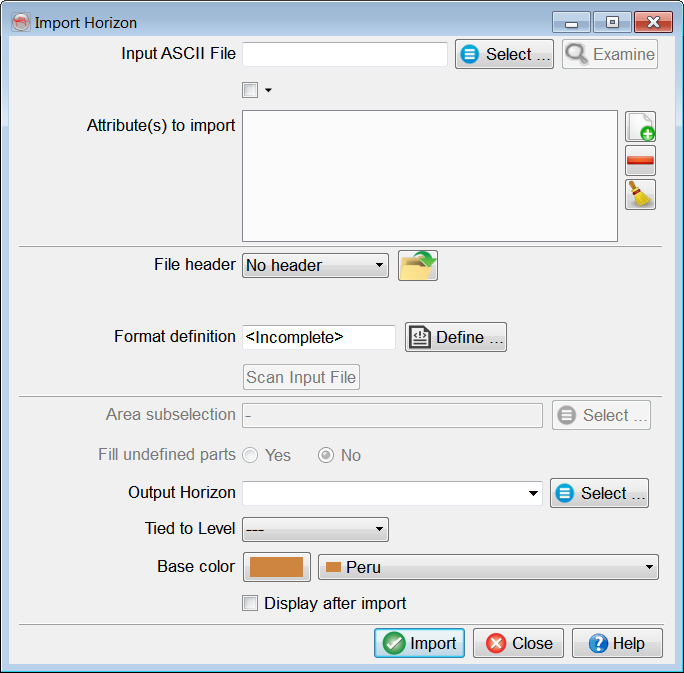 Import Horizon
Input ASCII File Select ... Examine
Attribute(s) to import
File header No header
Format definition <Incomplete> Define ...
Scan Input File
Area subselection - Select ...
Fill undefined parts Yes No
Output Horizon Select ...
Tied to Level ---
Base color Peru
Display after import
Import Close Help